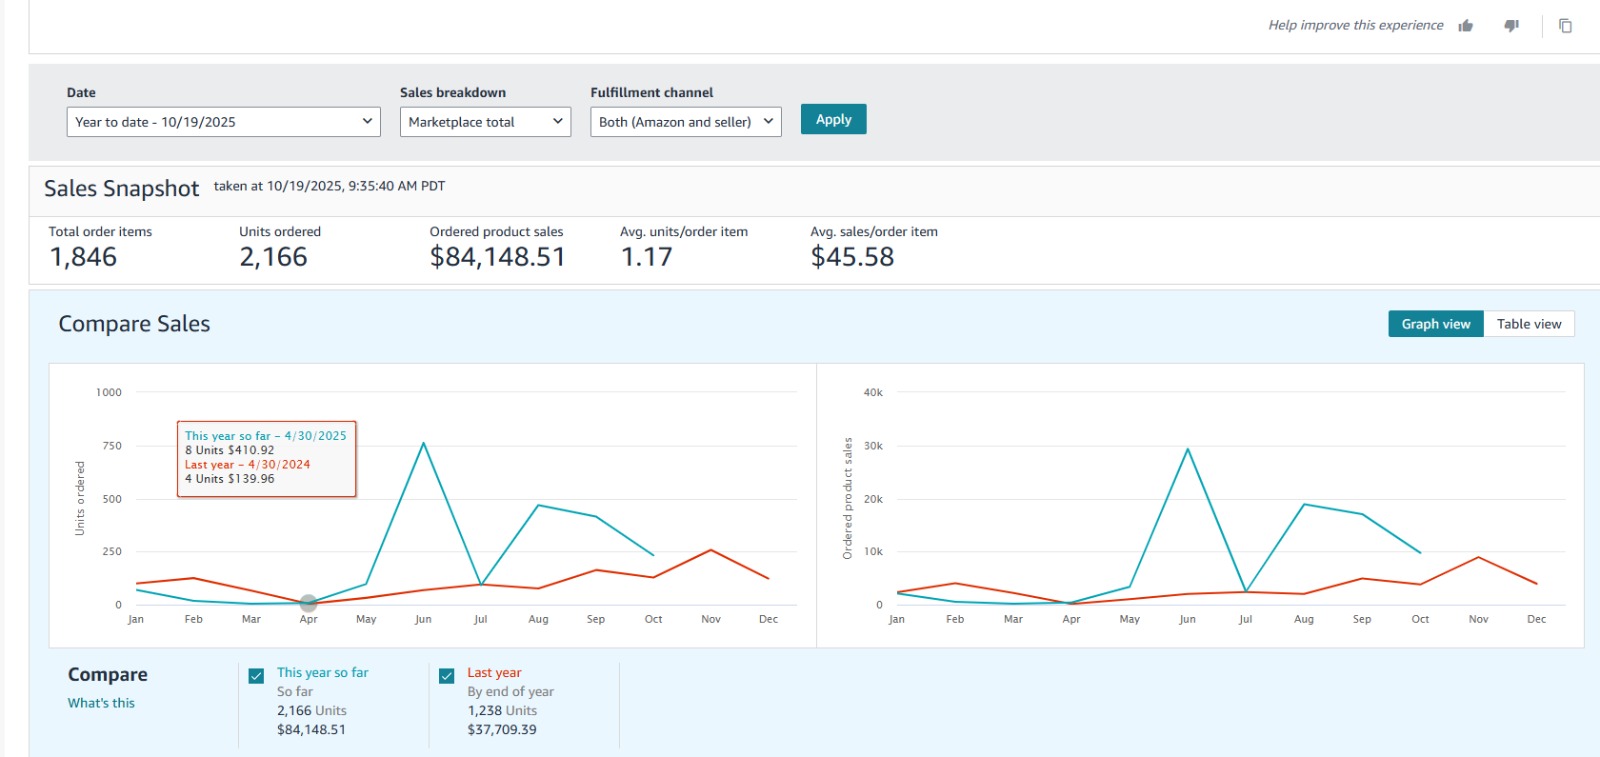 Help improve this experience
Date
Sales breakdown
Fulfillment channel
Year to date - 10/19/2025
Marketplace total
Both (Amazon and seller)
Apply
Sales Snapshot taken at 10/19/2025, 9:35:40 AM PDT
Total order items
Units ordered
Ordered product sales
Avg. units/order item
Avg. sales/order item
1,846
2,166
$84,148.51
1.17
$45.58
Compare Sales
Graph view
Table view
Units ordered
1000
750
500
250
0
This year so far - 4/30/2025
8 Units $410.92
Last year - 4/30/2024
4 Units $139.96
Jan Feb Mar Apr May Jun Jul Aug Sep Oct Nov Dec
Ordered product sales
40k
30k
20k
10k
0
Jan Feb Mar Apr May Jun Jul Aug Sep Oct Nov Dec
Compare
What's this
This year so far
So far
2,166 Units
$84,148.51
Last year
By end of year
1,238 Units
$37,709.39